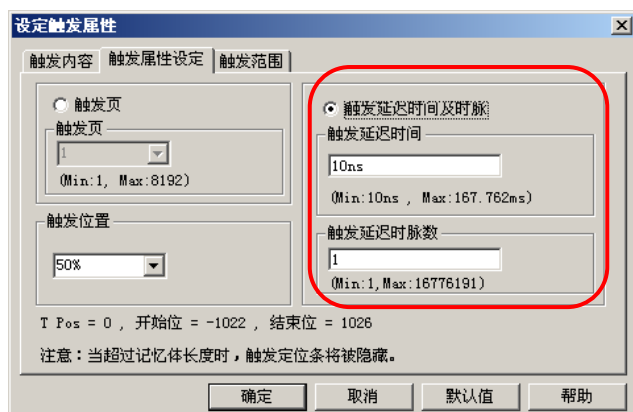 设定触发属性
触发内容 触发属性设定 触发范围
触发页
触发页
1
(Min:1, Max:8192)
触发位置
50%
触发延迟时间及时脉
触发延迟时间
10ns
(Min:10ns , Max:167.762ms)
触发延迟时脉数
1
(Min:1,Max:16776191)
T Pos = 0 , 开始位 = -1022 , 结束位 = 1026
注意：当超过记忆体长度时，触发定位条将被隐藏。
确定 取消 默认值 帮助